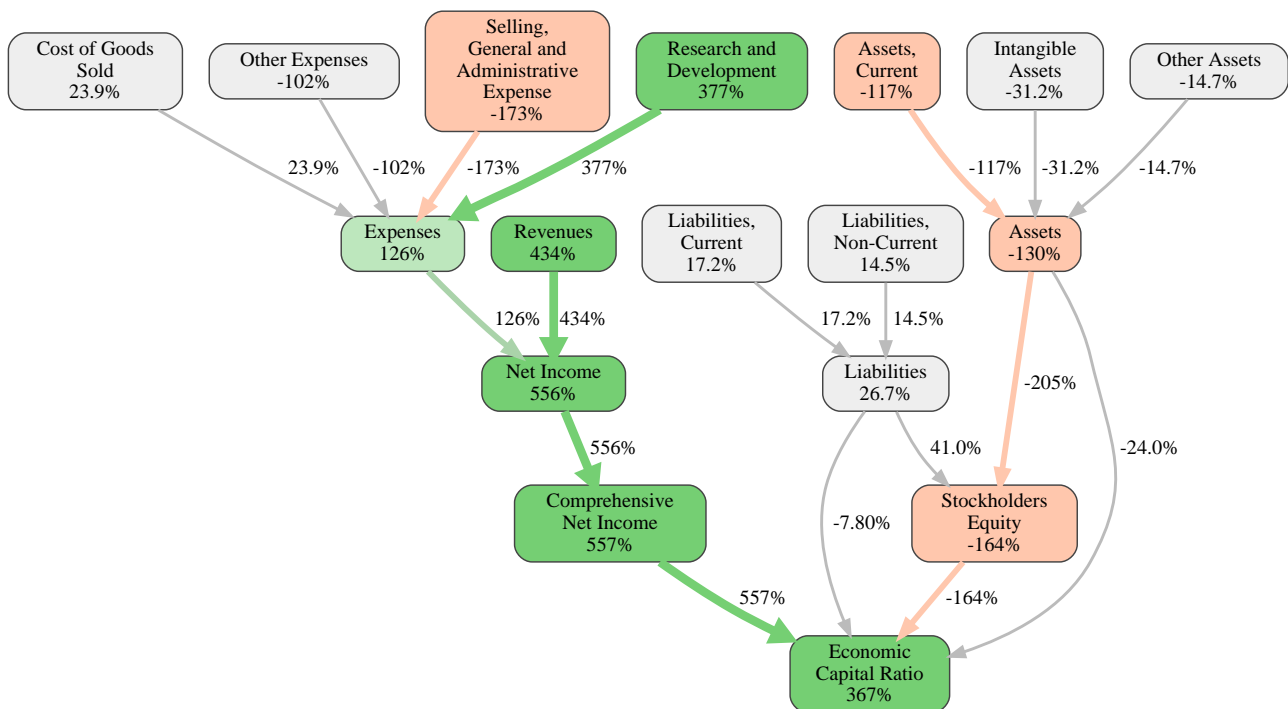 Cost of Goods
Sold
23.9%
Other Expenses
-102%
Selling,
General and
Administrative
Expense
-173%
Research and
Development
377%
Assets,
Current
-117%
Intangible
Assets
-31.2%
Other Assets
-14.7%
23.9%
-102%
-173%
377%
-117%
-31.2%
-14.7%
Expenses
126%
Revenues
434%
Liabilities,
Current
17.2%
Liabilities,
Non-Current
14.5%
Assets
-130%
126%
434%
17.2%
14.5%
Net Income
556%
Liabilities
26.7%
-205%
556%
41.0%
-24.0%
Comprehensive
Net Income
557%
-7.80%
Stockholders
Equity
-164%
557%
-164%
Economic
Capital Ratio
367%